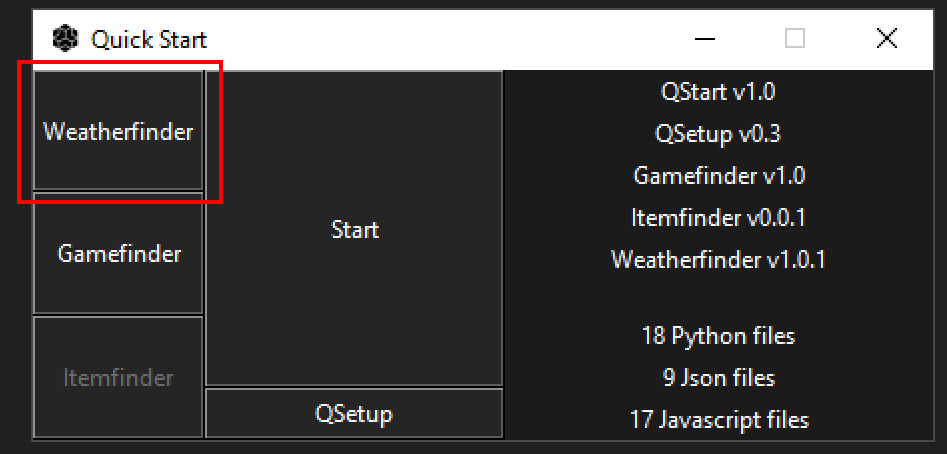 Quick Start
Weatherfinder
Gamefinder
Itemfinder
Start
QSetup
QStart v1.0
QSetup v0.3
Gamefinder v1.0
Itemfinder v0.0.1
Weatherfinder v1.0.1
18 Python files
9 Json files
17 Javascript files